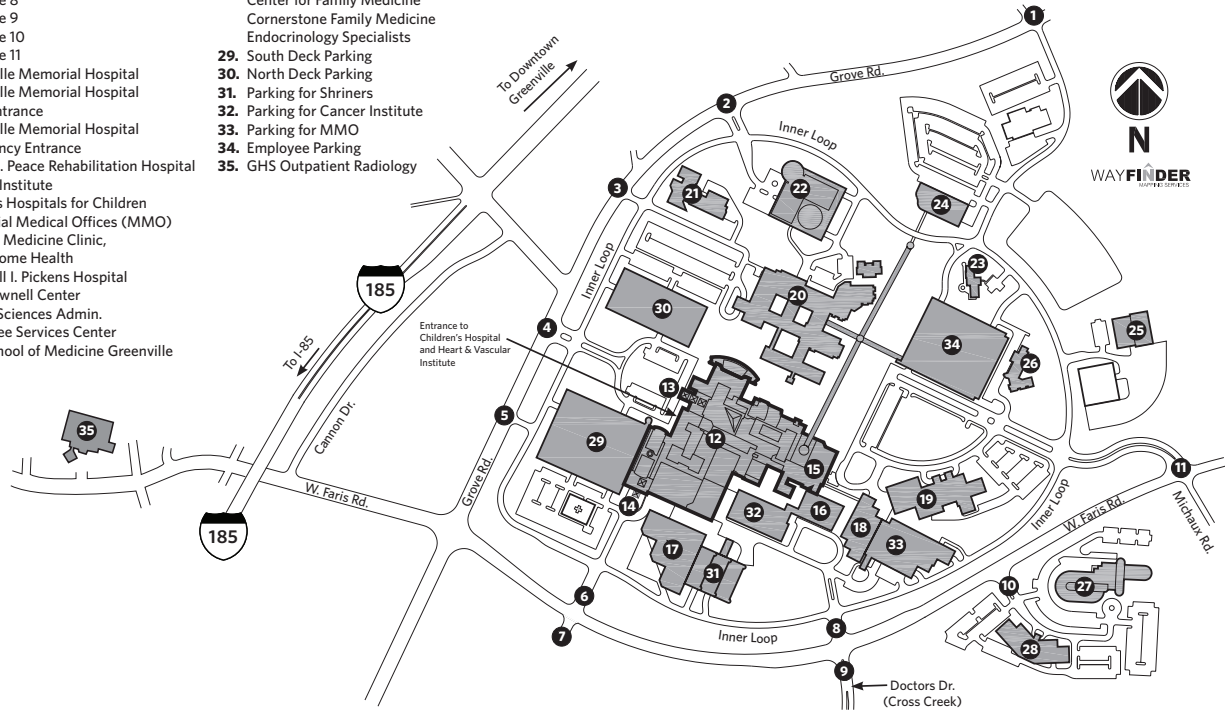 e 8
e 9
e 10
e 11
lle Memorial Hospital
lle Memorial Hospital
ntrance
lle Memorial Hospital
ncy Entrance
. Peace Rehabilitation Hospital
Institute
s Hospitals for Children
ial Medical Offices (MMO)
Medicine Clinic,
ome Health
ll I. Pickens Hospital
wnell Center
Sciences Admin.
ee Services Center
hool of Medicine Greenville
Center for Family Medicine
Cornerstone Family Medicine
Endocrinology Specialists
29. South Deck Parking
30. North Deck Parking
31. Parking for Shriners
32. Parking for Cancer Institute
33. Parking for MMO
34. Employee Parking
35. GHS Outpatient Radiology
To Downtown
Greenville
1
Grove Rd.
2
Inner Loop
N
WAYFINDER
MAPPING SERVICES
3
21
22
24
23
Inner Loop
185
20
30
25
4
Entrance to
Children's Hospital
and Heart & Vascular
Institute
34
26
To I-85
13
5
35
29
12
Cannon Dr.
15
11
Grove Rd.
W. Faris Rd.
14
19
Inner Loop
W. Faris Rd.
Michaux Rd.
32
16
18
33
185
17
31
10
27
6
7
Inner Loop
8
28
9
Doctors Dr.
(Cross Creek)